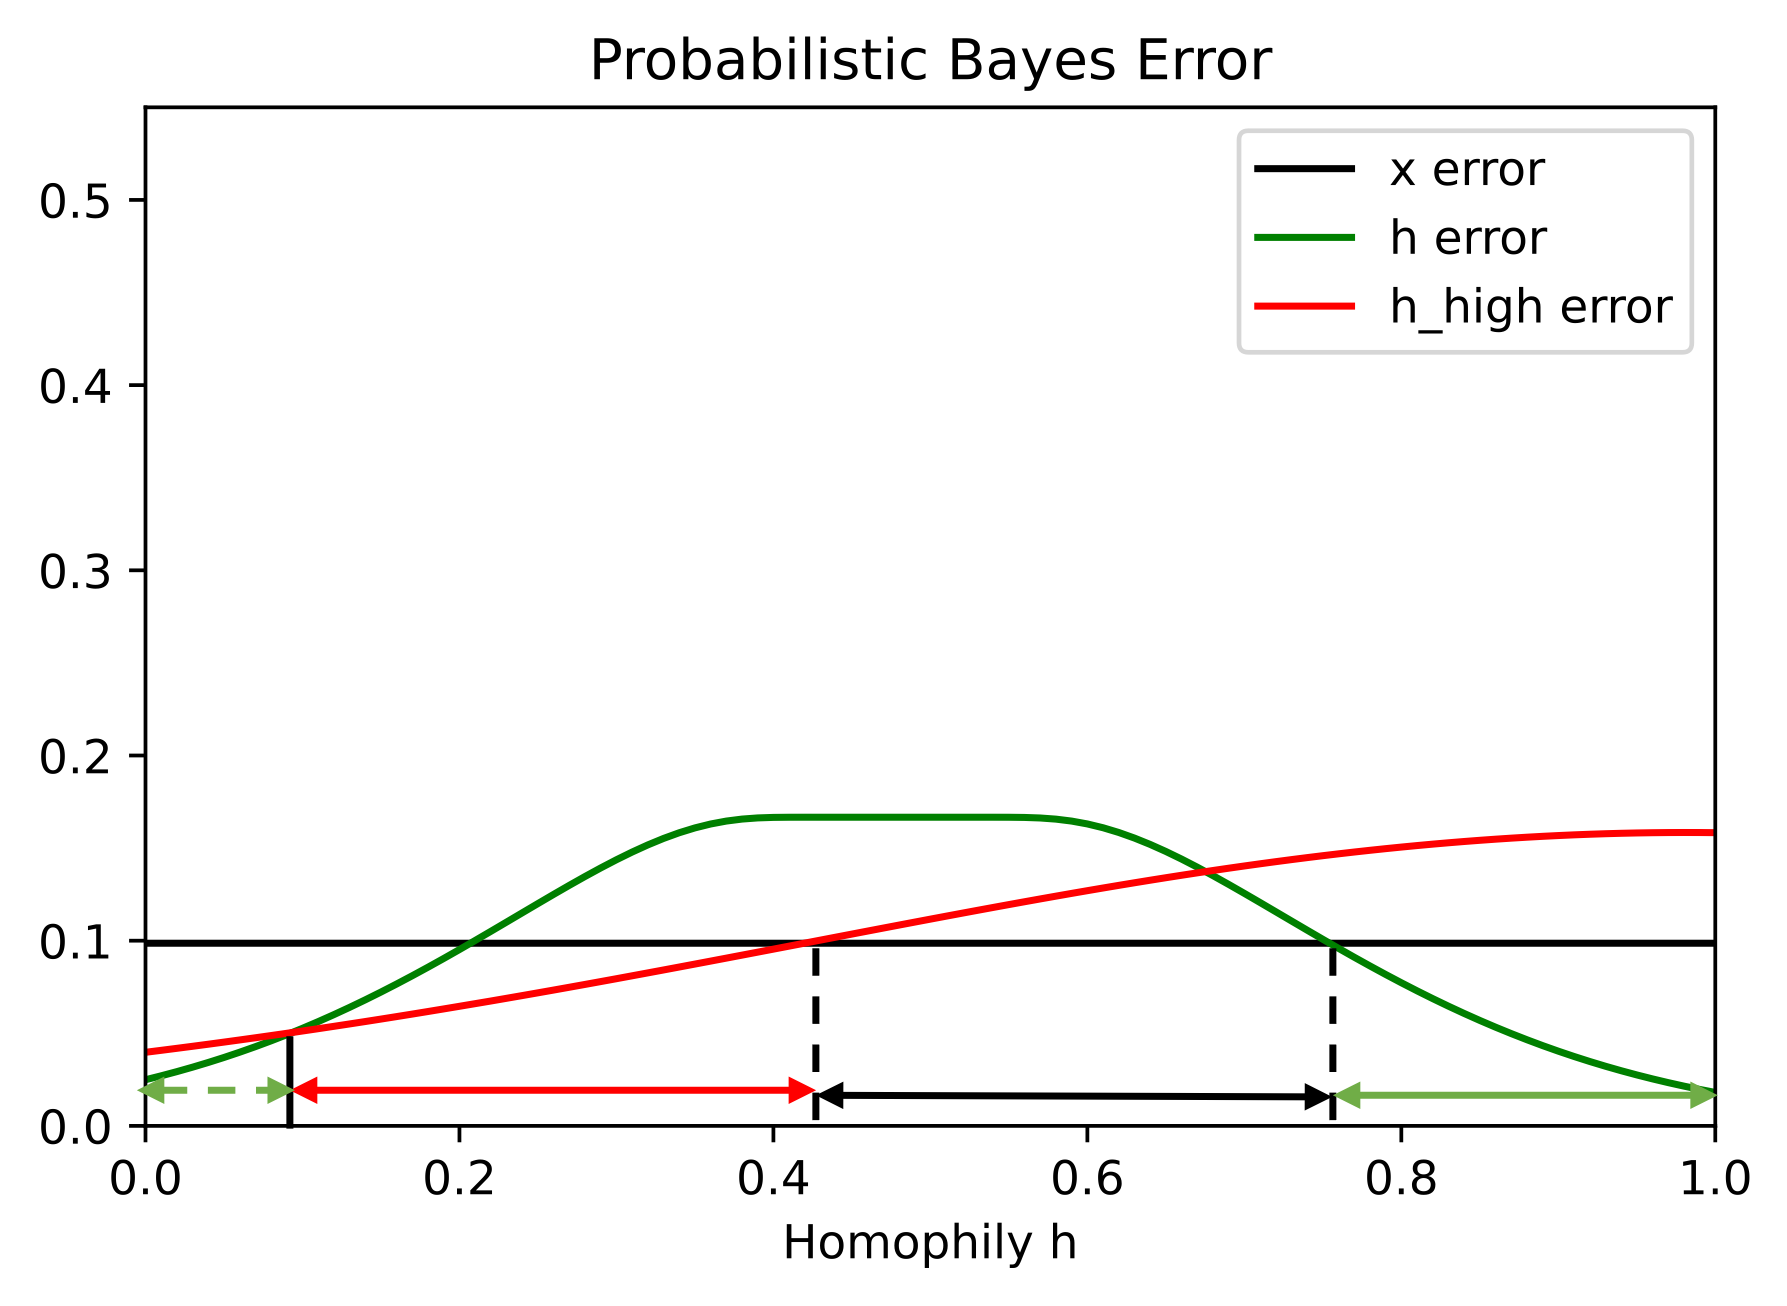 Probabilistic Bayes Error
x error
h error
h_high error
0.5
0.4
0.3
0.2
0.1
0.0
0.0 0.2 0.4 0.6 0.8 1.0
Homophily h